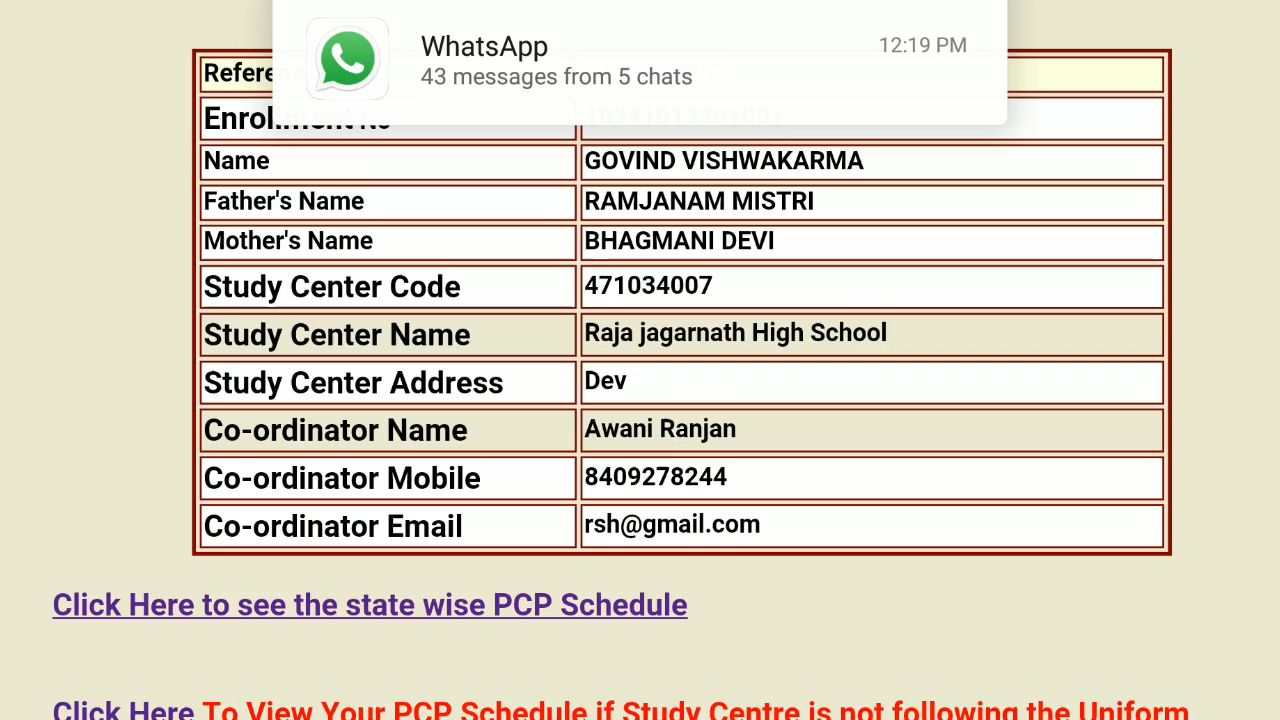 WhatsApp 12:19 PM
43 messages from 5 chats
Enrollment No
Name GOVIND VISHWAKARMA
Father's Name RAMJANAM MISTRI
Mother's Name BHAGMANI DEVI
Study Center Code 471034007
Study Center Name Raja jagarnath High School
Study Center Address Dev
Co-ordinator Name Awani Ranjan
Co-ordinator Mobile 8409278244
Co-ordinator Email rsh@gmail.com
Click Here to see the state wise PCP Schedule
Click Here To View Your PCP Schedule if Study Centre is not following the Uniform